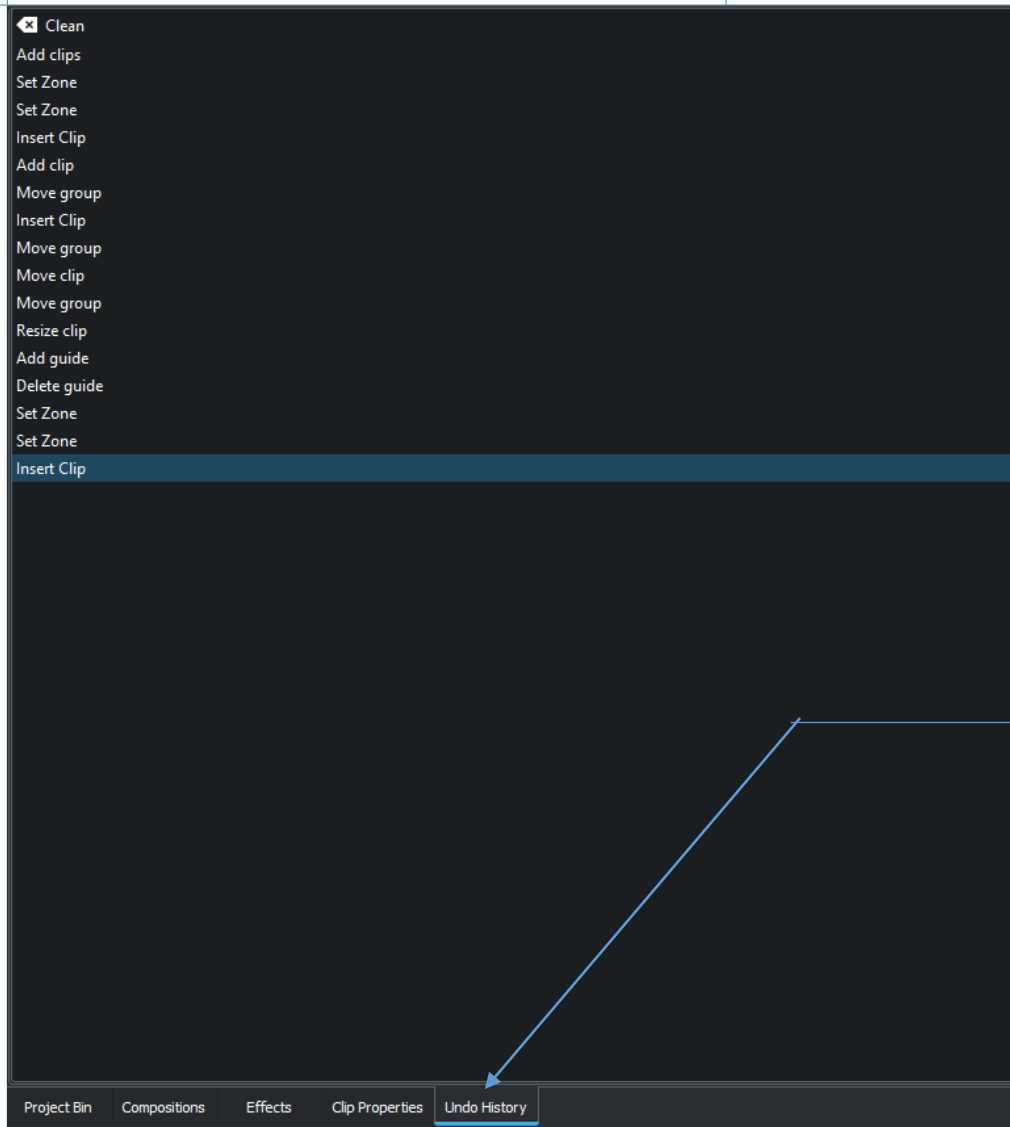 Clean
Add clips
Set Zone
Set Zone
Insert Clip
Add clip
Move group
Insert Clip
Move group
Move clip
Move group
Resize clip
Add guide
Delete guide
Set Zone
Set Zone
Insert Clip
Project Bin Compositions Effects Clip Properties Undo History